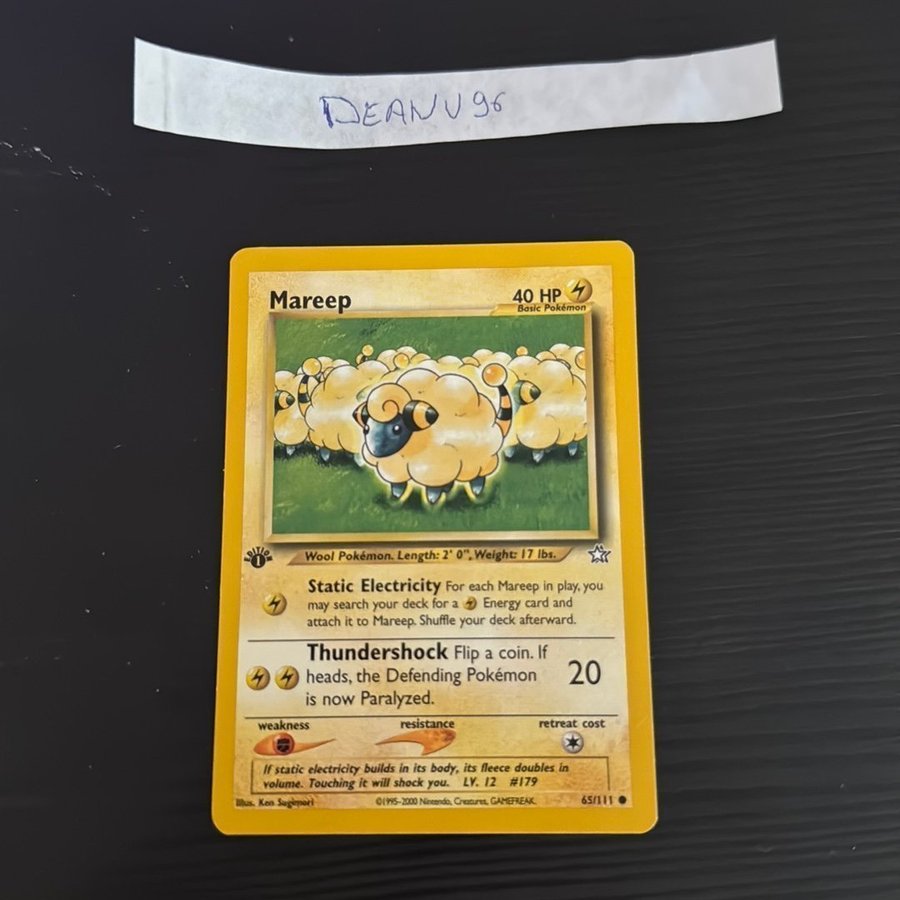 DEANV96
Mareep
40 HP
Basic Pokémon
EDITION
1
Wool Pokémon. Length: 2' 0", Weight: 17 lbs.
Static Electricity For each Mareep in play, you
may search your deck for a Energy card and
attach it to Mareep. Shuffle your deck afterward.
Thundershock Flip a coin. If
heads, the Defending Pokémon
is now Paralyzed.
20
weakness
resistance
retreat cost
If static electricity builds in its body, its fleece doubles in
volume. Touching it will shock you. LV. 12 #179
Illus. Ken Sugimori
©1995-2000 Nintendo, Creatures, GAMEFREAK.
65/111